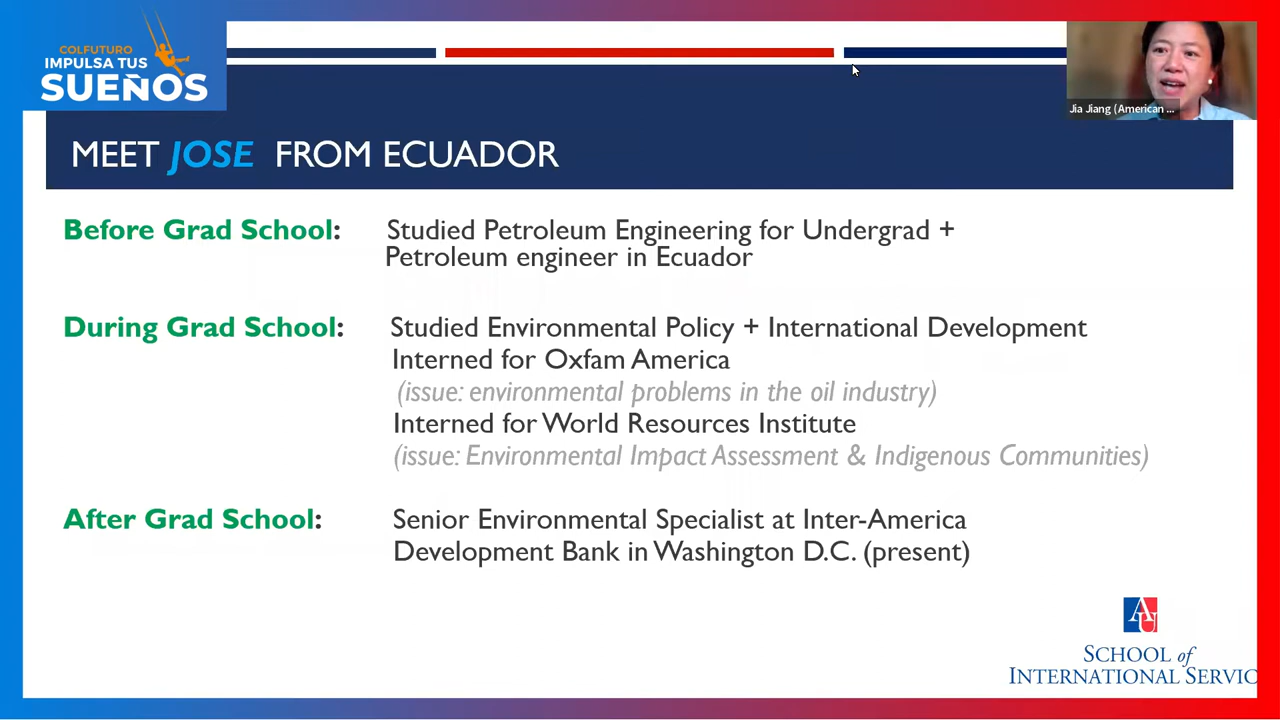 COLFUTURO
IMPULSA TUS
SUEÑOS
Jia Jiang (American ...
MEET JOSE FROM ECUADOR
Before Grad School: Studied Petroleum Engineering for Undergrad +
Petroleum engineer in Ecuador
During Grad School: Studied Environmental Policy + International Development
Interned for Oxfam America
(issue: environmental problems in the oil industry)
Interned for World Resources Institute
(issue: Environmental Impact Assessment & Indigenous Communities)
After Grad School: Senior Environmental Specialist at Inter-America
Development Bank in Washington D.C. (present)
AU
SCHOOL of
INTERNATIONAL SERVIC